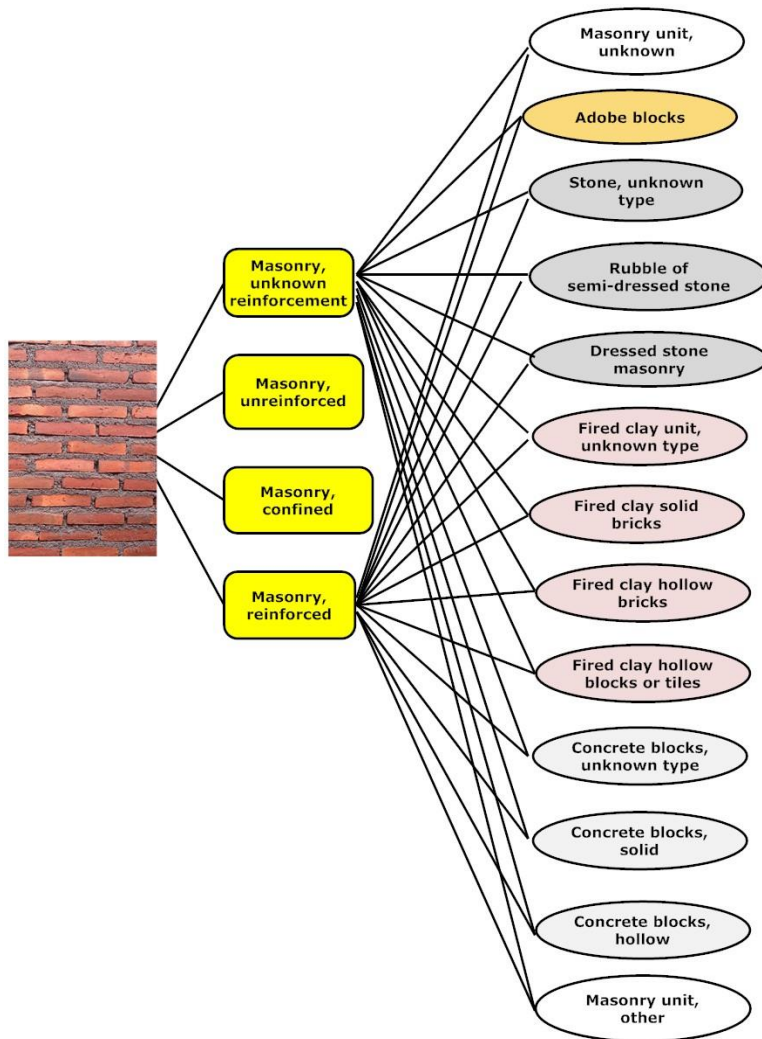 Masonry,
unknown
reinforcement
Masonry,
unreinforced
Masonry,
confined
Masonry,
reinforced
Masonry unit,
unknown
Adobe blocks
Stone, unknown
type
Rubble of
semi-dressed stone
Dressed stone
masonry
Fired clay unit,
unknown type
Fired clay solid
bricks
Fired clay hollow
bricks
Fired clay hollow
blocks or tiles
Concrete blocks,
unknown type
Concrete blocks,
solid
Concrete blocks,
hollow
Masonry unit,
other